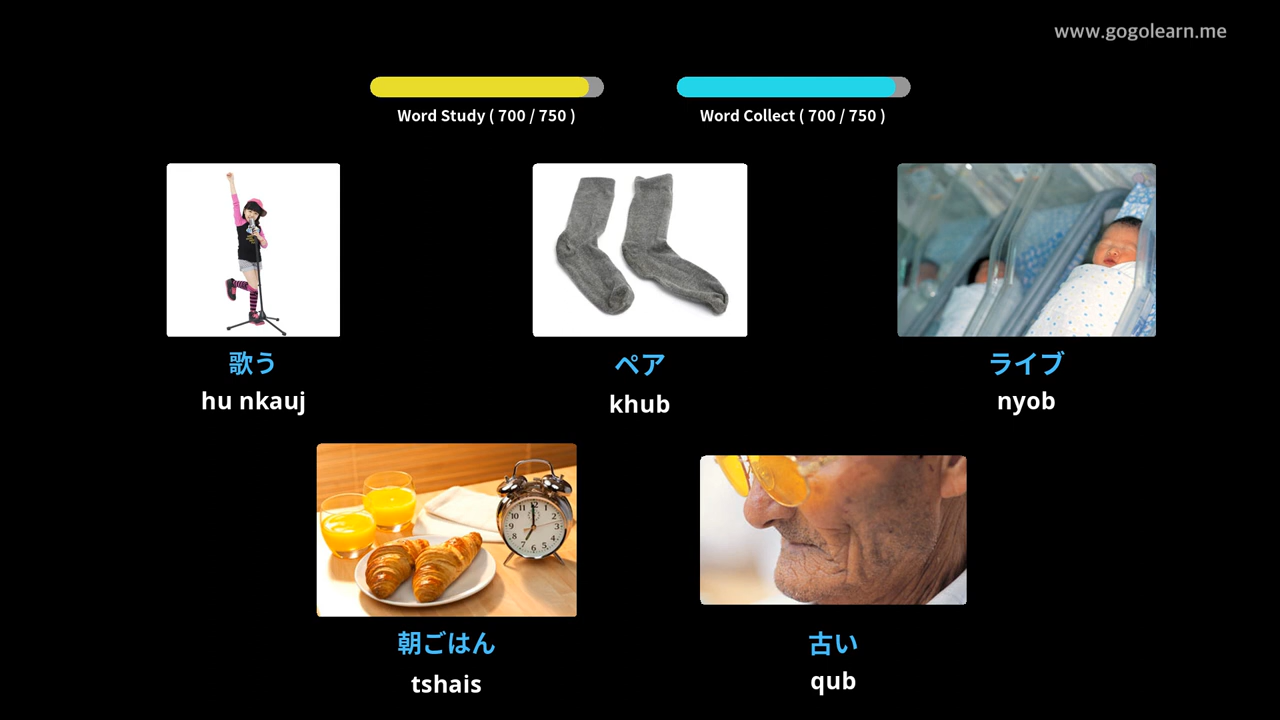 www.gogolearn.me
Word Study ( 700 / 750 )
Word Collect ( 700 / 750 )
歌う
hu nkauj
ペア
khub
ライブ
nyob
朝ごはん
tshais
古い
qub